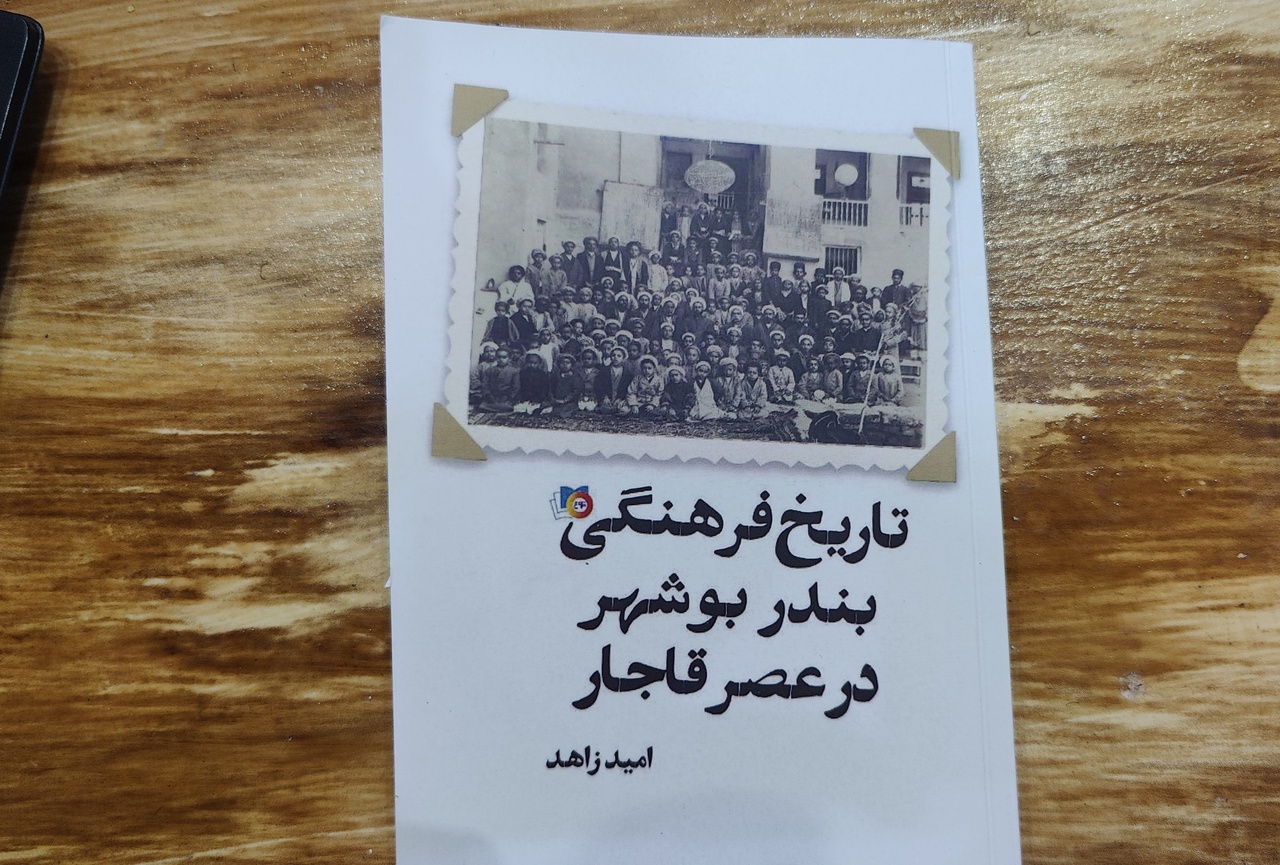 تاریخ فرهنگی
بندر بوشهر
در عصر قاجار
امید زاهد